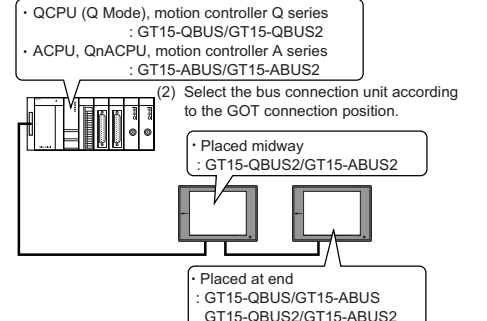 ・QCPU (Q Mode), motion controller Q series
: GT15-QBUS/GT15-QBUS2
・ACPU, QnACPU, motion controller A series
: GT15-ABUS/GT15-ABUS2
(2) Select the bus connection unit according
to the GOT connection position.
・Placed midway
: GT15-QBUS2/GT15-ABUS2
・Placed at end
: GT15-QBUS/GT15-ABUS
GT15-QBUS2/GT15-ABUS2